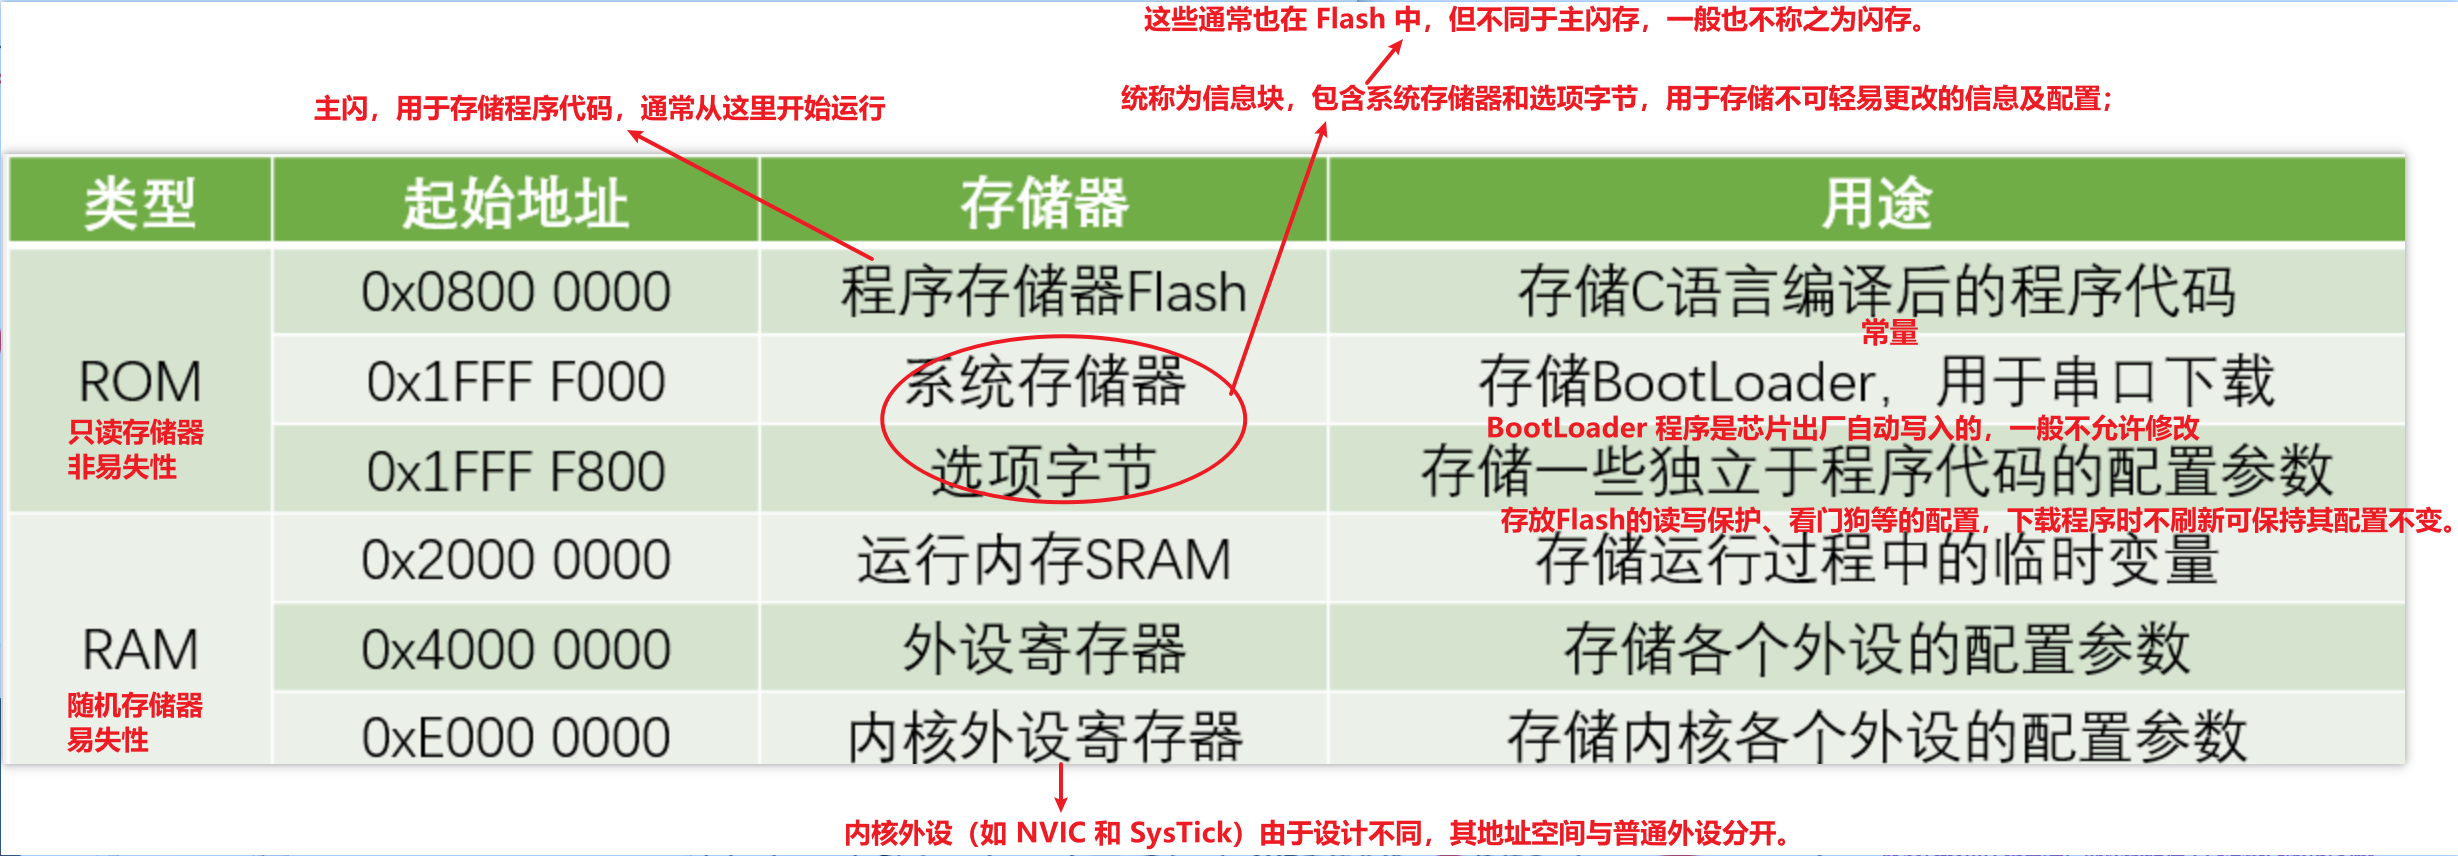 这些通常也在 Flash 中，但不同于主闪存，一般也不称之为闪存。
统称为信息块，包含系统存储器和选项字节，用于存储不可轻易更改的信息及配置；
主闪，用于存储程序代码，通常从这里开始运行
类型 起始地址 存储器 用途
0x0800 0000 程序存储器Flash 存储C语言编译后的程序代码
常量
ROM 0x1FFF F000 系统存储器 存储BootLoader，用于串口下载
只读存储器
非易失性
BootLoader 程序是芯片出厂自动写入的，一般不允许修改
0x1FFF F800 选项字节 存储一些独立于程序代码的配置参数
存放Flash的读写保护、看门狗等的配置，下载程序时不刷新可保持其配置不变。
0x2000 0000 运行内存SRAM 存储运行过程中的临时变量
RAM 0x4000 0000 外设寄存器 存储各个外设的配置参数
随机存储器
易失性
0xE000 0000 内核外设寄存器 存储内核各个外设的配置参数
内核外设（如 NVIC 和 SysTick）由于设计不同，其地址空间与普通外设分开。